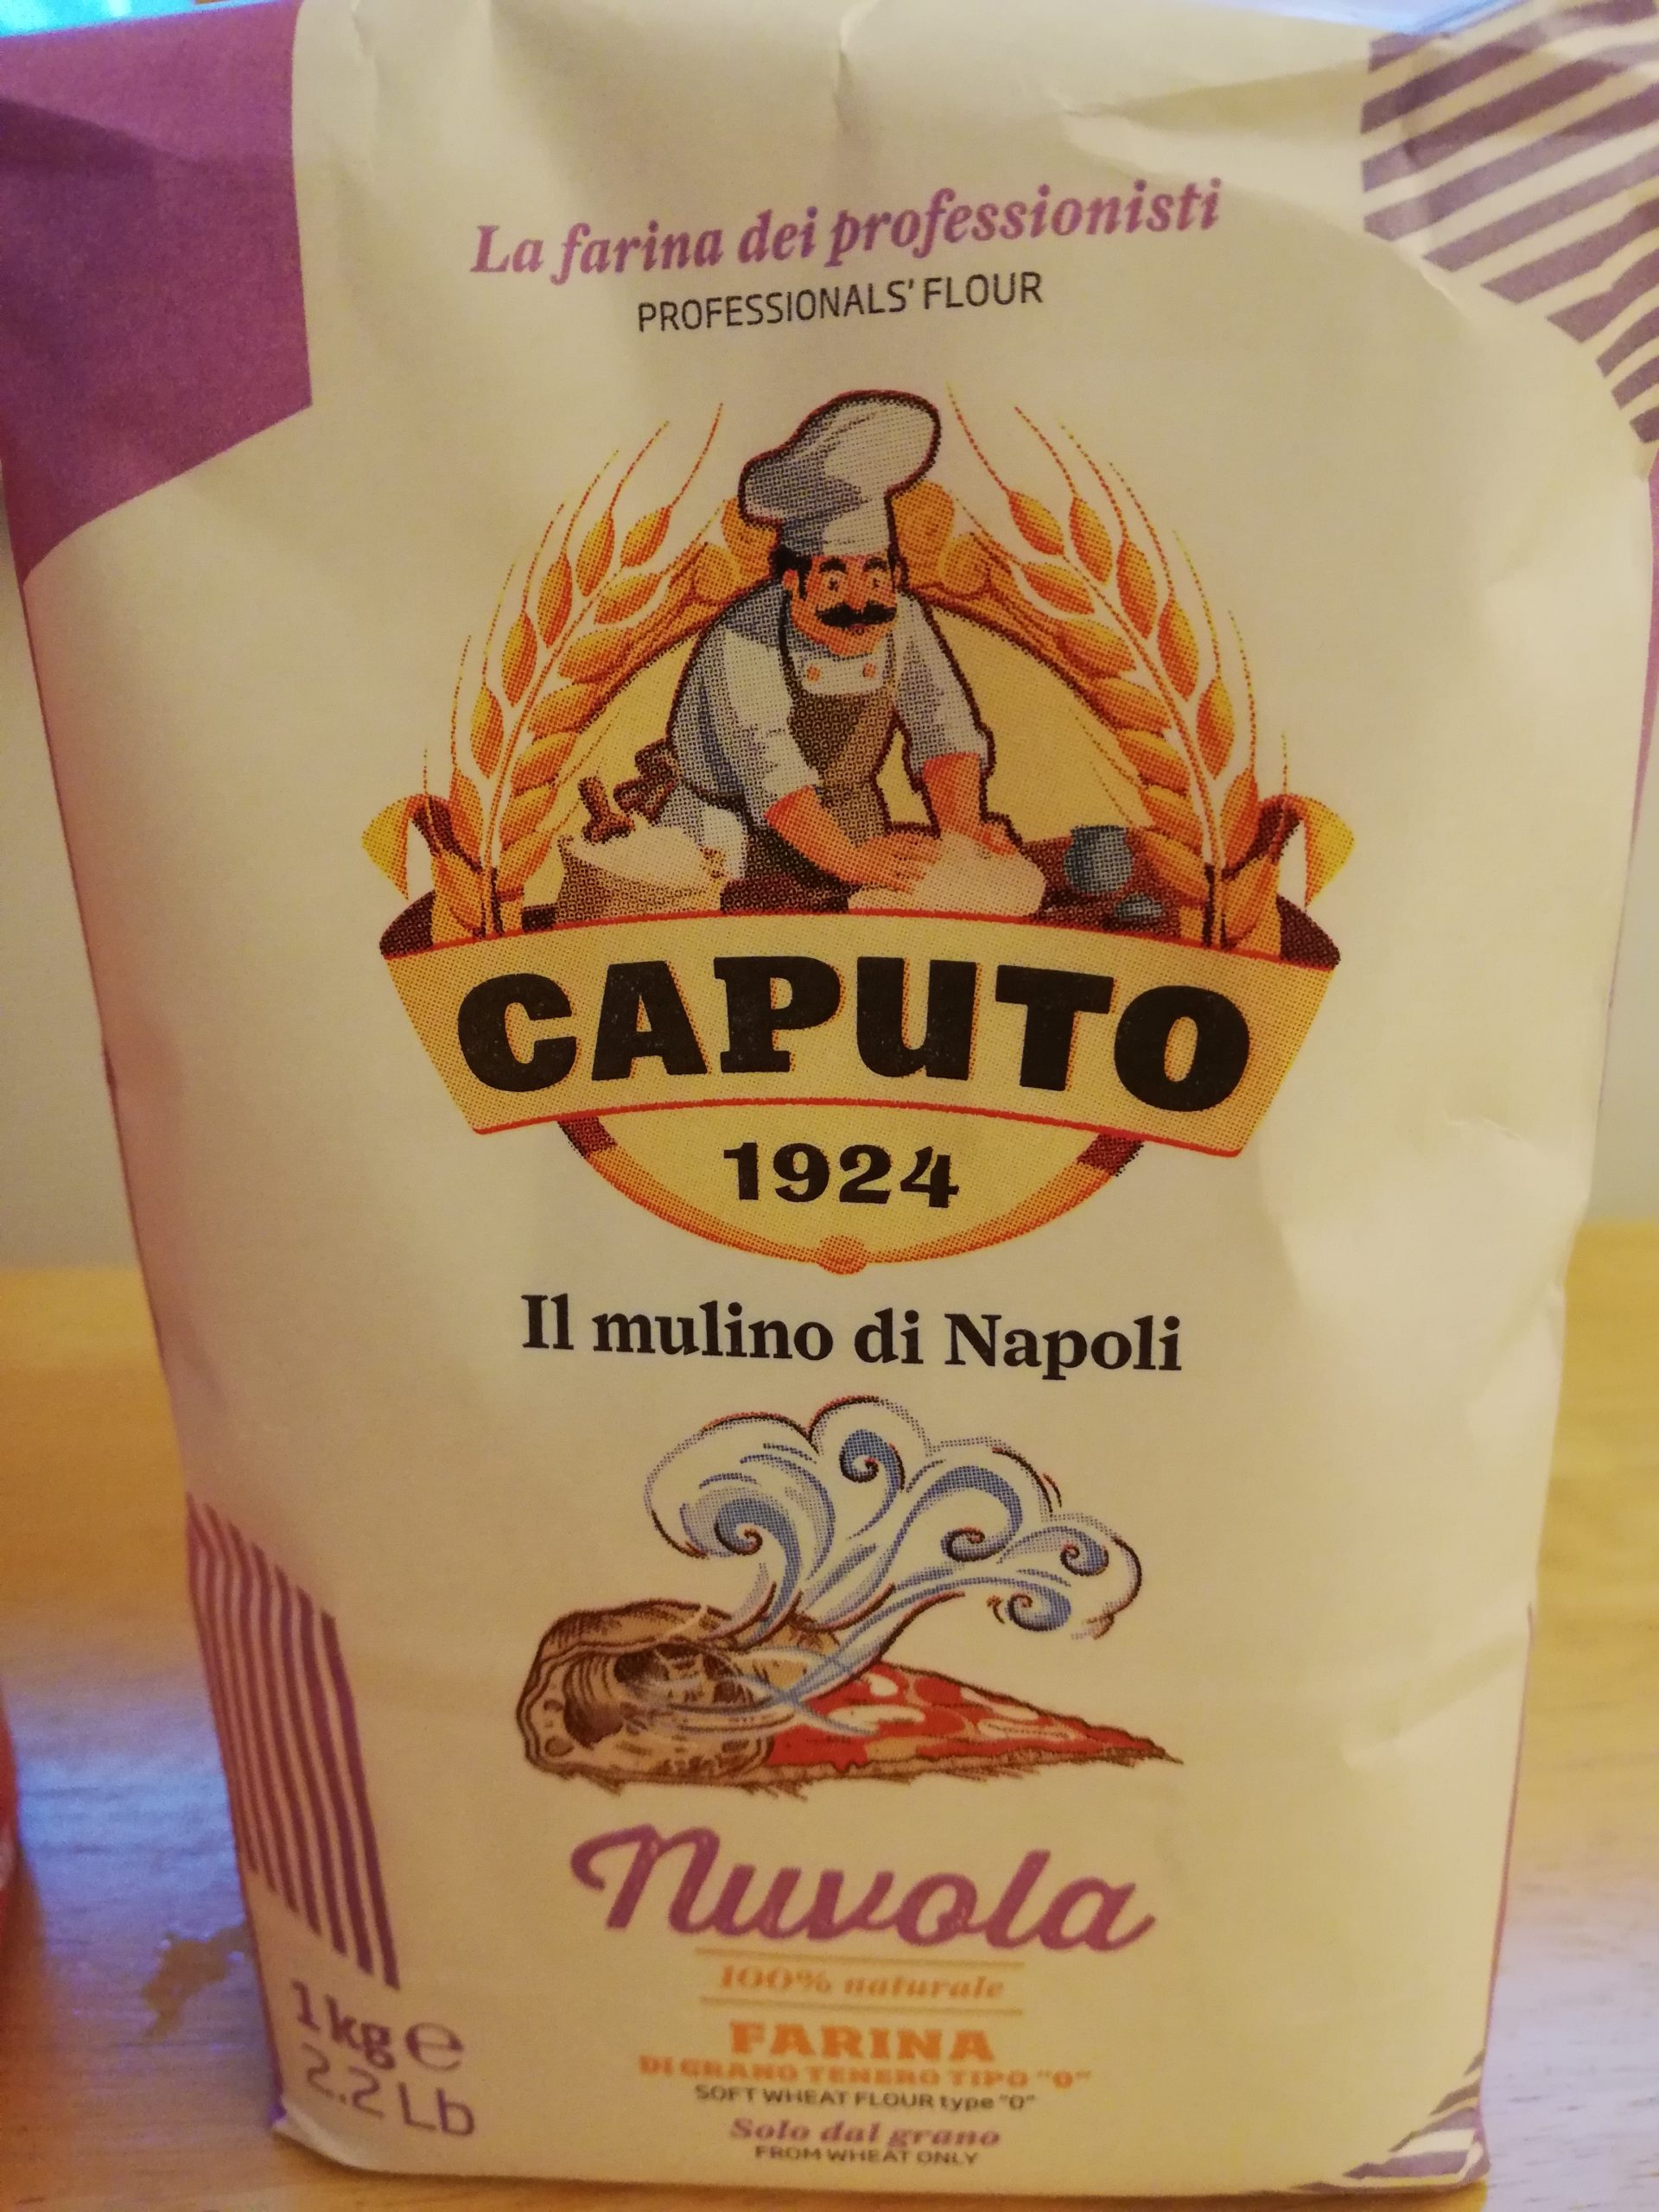 La farina dei professionisti
PROFESSIONALS' FLOUR
CAPUTO
1924
Il mulino di Napoli
Nuvola
100% naturale
FARINA
DI GRANO TENERO TIPO "0"
SOFT WHEAT FLOUR type "0"
Solo dal grano
FROM WHEAT ONLY
1kg ℮
2.2 Lb